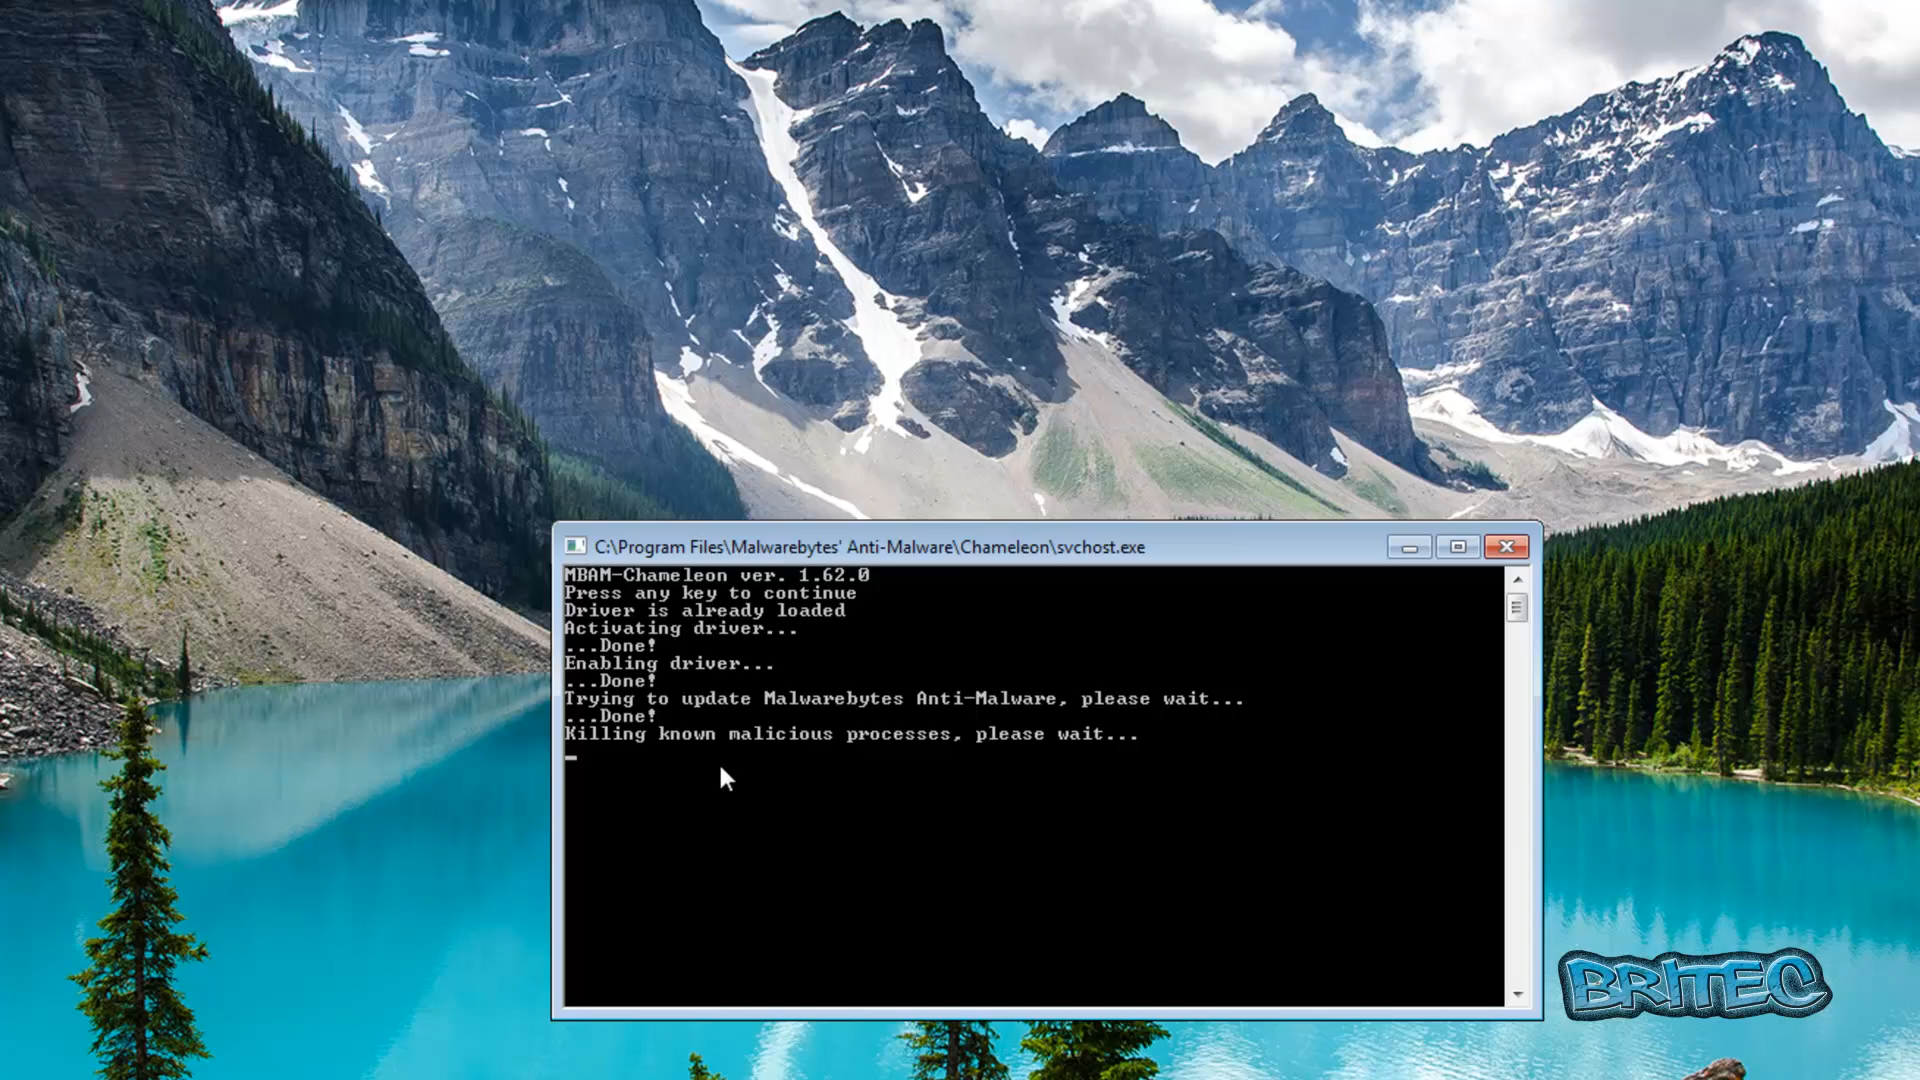 C:\Program Files\Malwarebytes' Anti-Malware\Chameleon\svchost.exe
MBAM-Chameleon ver. 1.62.0
Press any key to continue
Driver is already loaded
Activating driver...
...Done!
Enabling driver...
...Done!
Trying to update Malwarebytes Anti-Malware, please wait...
...Done!
Killing known malicious processes, please wait...
BRITEC